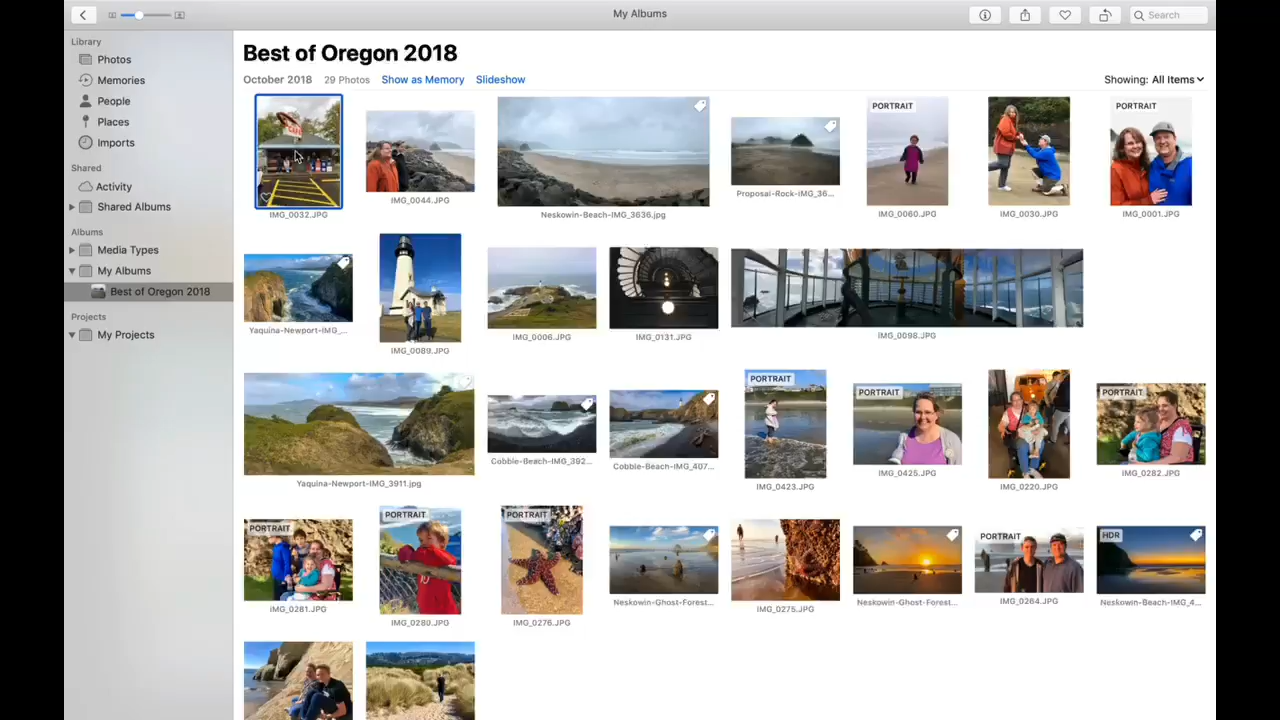 My Albums
Search
Library
Photos
Memories
People
Places
Imports
Shared
Activity
Shared Albums
Albums
Media Types
My Albums
Best of Oregon 2018
Projects
My Projects
Best of Oregon 2018
October 2018 29 Photos Show as Memory Slideshow
Showing: All Items
PORTRAIT
PORTRAIT
IMG_0032.JPG
IMG_0044.JPG
Neskowin-Beach-IMG_3636.jpg
Proposal-Rock-IMG_36...
IMG_0060.JPG
IMG_0030.JPG
IMG_0001.JPG
Yaquina-Newport-IMG_...
IMG_0089.JPG
IMG_0006.JPG
IMG_0131.JPG
IMG_0098.JPG
PORTRAIT
PORTRAIT
PORTRAIT
Yaquina-Newport-IMG_3911.jpg
Cobble-Beach-IMG_392...
Cobble-Beach-IMG_407...
IMG_0423.JPG
IMG_0425.JPG
IMG_0220.JPG
IMG_0282.JPG
PORTRAIT
PORTRAIT
PORTRAIT
PORTRAIT
HDR
IMG_0281.JPG
IMG_0280.JPG
IMG_0276.JPG
Neskowin-Ghost-Forest...
IMG_0275.JPG
Neskowin-Ghost-Forest...
IMG_0264.JPG
Neskowin-Beach-IMG_4...